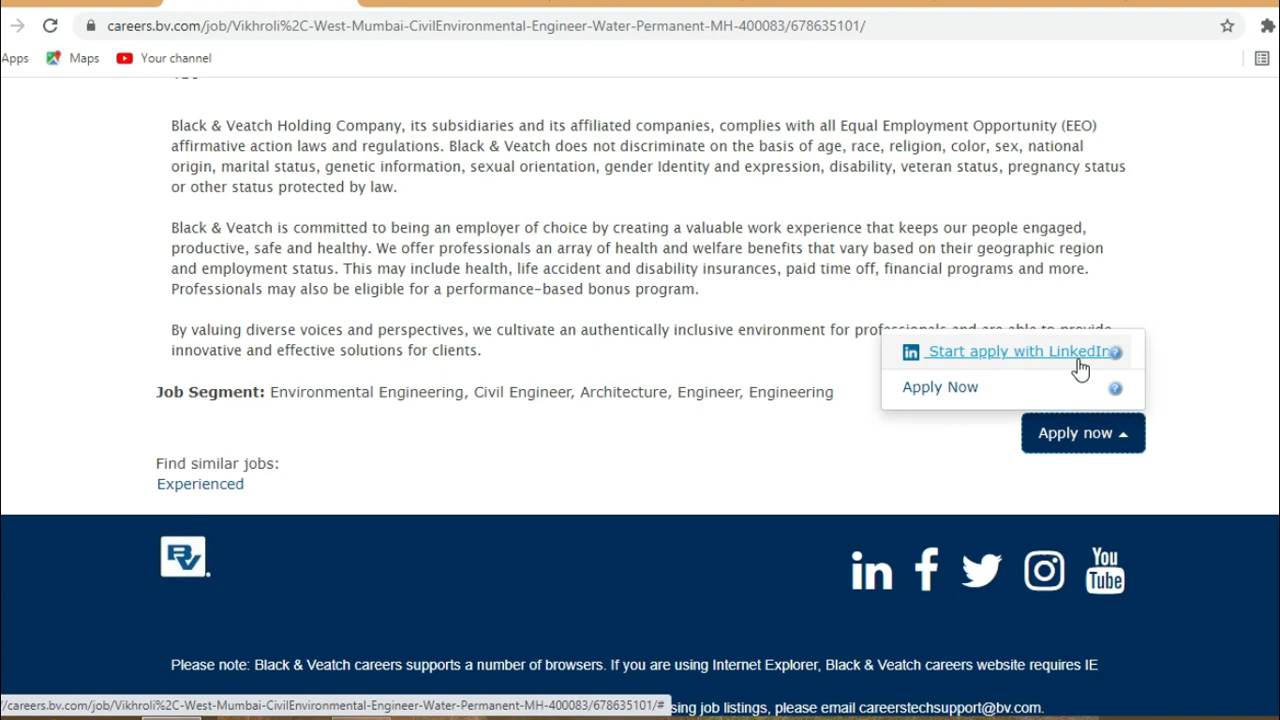 careers.bv.com/job/Vikhroli%2C-West-Mumbai-CivilEnvironmental-Engineer-Water-Permanent-MH-400083/678635101/
Apps Maps Your channel
Black & Veatch Holding Company, its subsidiaries and its affiliated companies, complies with all Equal Employment Opportunity (EEO)
affirmative action laws and regulations. Black & Veatch does not discriminate on the basis of age, race, religion, color, sex, national
origin, marital status, genetic information, sexual orientation, gender Identity and expression, disability, veteran status, pregnancy status
or other status protected by law.
Black & Veatch is committed to being an employer of choice by creating a valuable work experience that keeps our people engaged,
productive, safe and healthy. We offer professionals an array of health and welfare benefits that vary based on their geographic region
and employment status. This may include health, life accident and disability insurances, paid time off, financial programs and more.
Professionals may also be eligible for a performance-based bonus program.
By valuing diverse voices and perspectives, we cultivate an authentically inclusive environment for professionals and are able to provide
innovative and effective solutions for clients.
in Start apply with LinkedIn ?
Apply Now ?
Job Segment: Environmental Engineering, Civil Engineer, Architecture, Engineer, Engineering
Apply now
Find similar jobs:
Experienced
BV.
in f You Tube
Please note: Black & Veatch careers supports a number of browsers. If you are using Internet Explorer, Black & Veatch careers website requires IE
/careers.bv.com/job/Vikhroli%2C-West-Mumbai-CivilEnvironmental-Engineer-Water-Permanent-MH-400083/678635101/#
sing job listings, please email careerstechsupport@bv.com.